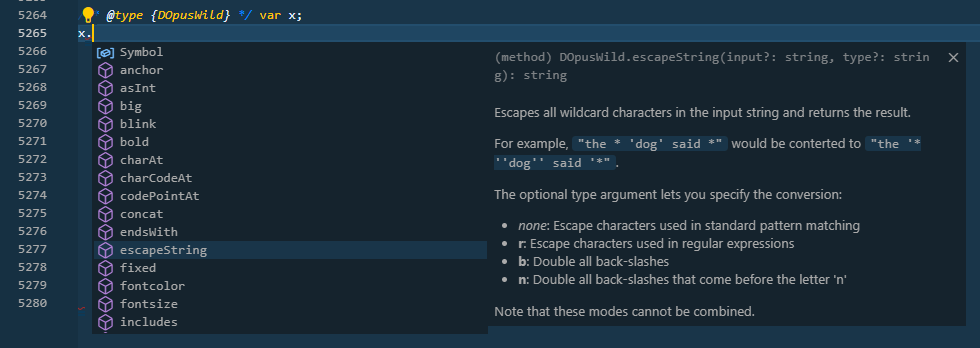 5264 /** @type {DOpusWild} */ var x;
5265 x.
5266
5267
5268
5269
5270
5271
5272
5273
5274
5275
5276
5277
5278
5279
5280
Symbol
anchor
asInt
big
blink
bold
charAt
charCodeAt
codePointAt
concat
endsWith
escapeString
fixed
fontcolor
fontsize
includes
(method) DOpusWild.escapeString(input?: string, type?: strin
g): string
Escapes all wildcard characters in the input string and returns the result.
For example, "the * 'dog' said *" would be conterted to "the '*
''dog'' said '*".
The optional type argument lets you specify the conversion:
• none: Escape characters used in standard pattern matching
• r: Escape characters used in regular expressions
• b: Double all back-slashes
• n: Double all back-slashes that come before the letter 'n'
Note that these modes cannot be combined.